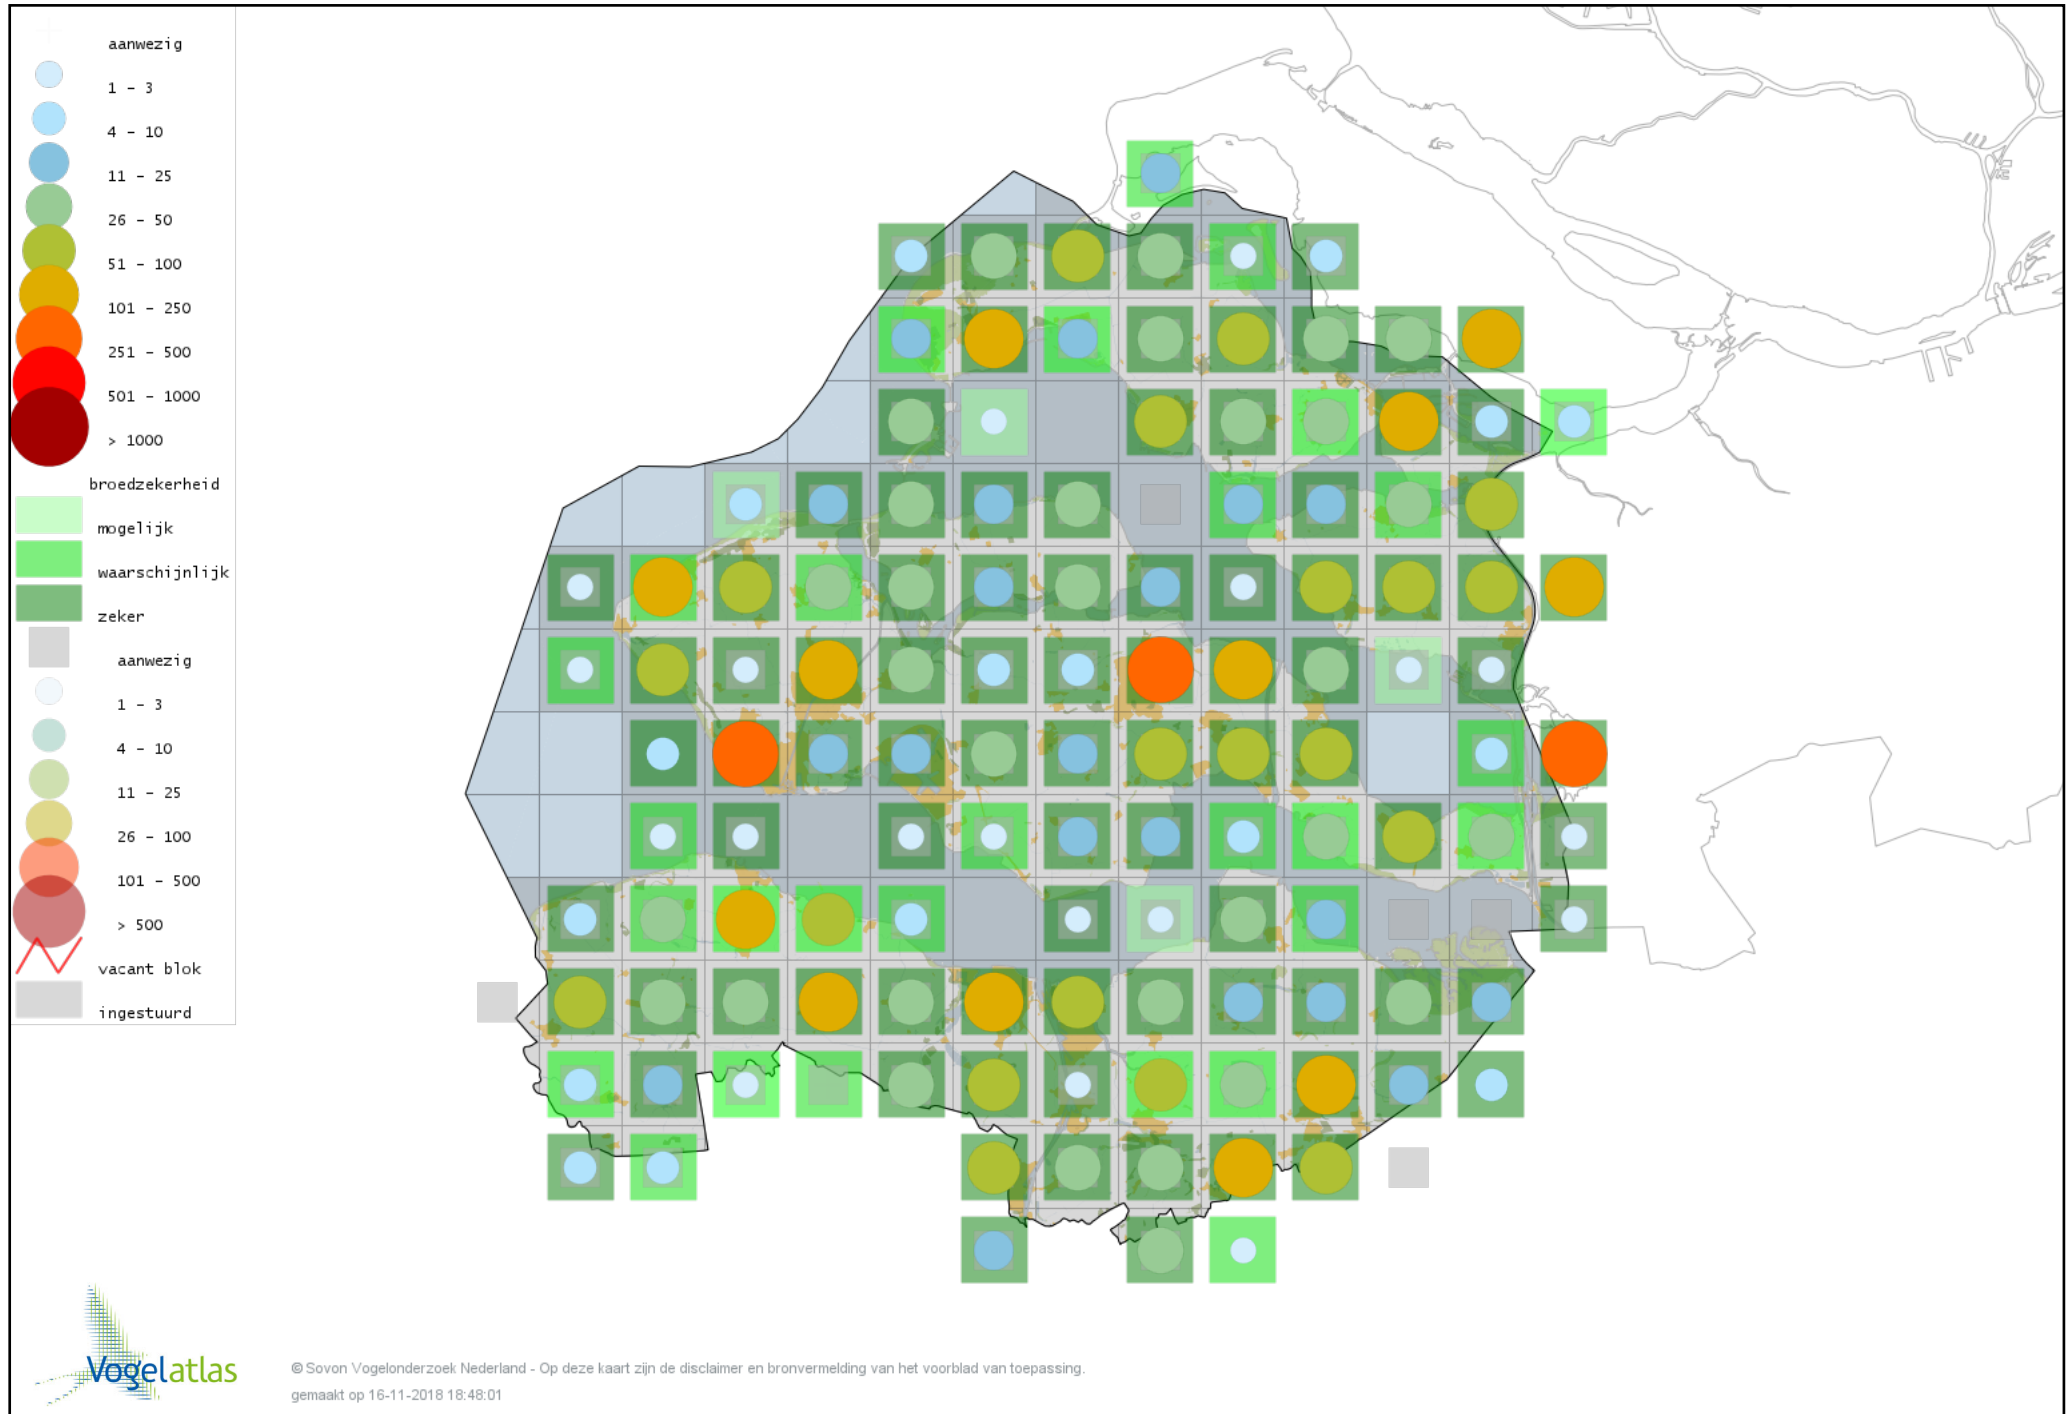 aanwezig
1 - 3
4 - 10
11 - 25
26 - 50
51 - 100
101 - 250
251 - 500
501 - 1000
> 1000
broedzekerheid
mogelijk
waarschijnlijk
zeker
aanwezig
1 - 3
4 - 10
11 - 25
26 - 100
101 - 500
> 500
vacant blok
ingestuurd
Vogelatlas
© Sovon Vogelonderzoek Nederland - Op deze kaart zijn de disclaimer en bronvermelding van het voorblad van toepassing.
gemaakt op 16-11-2018 18:48:01